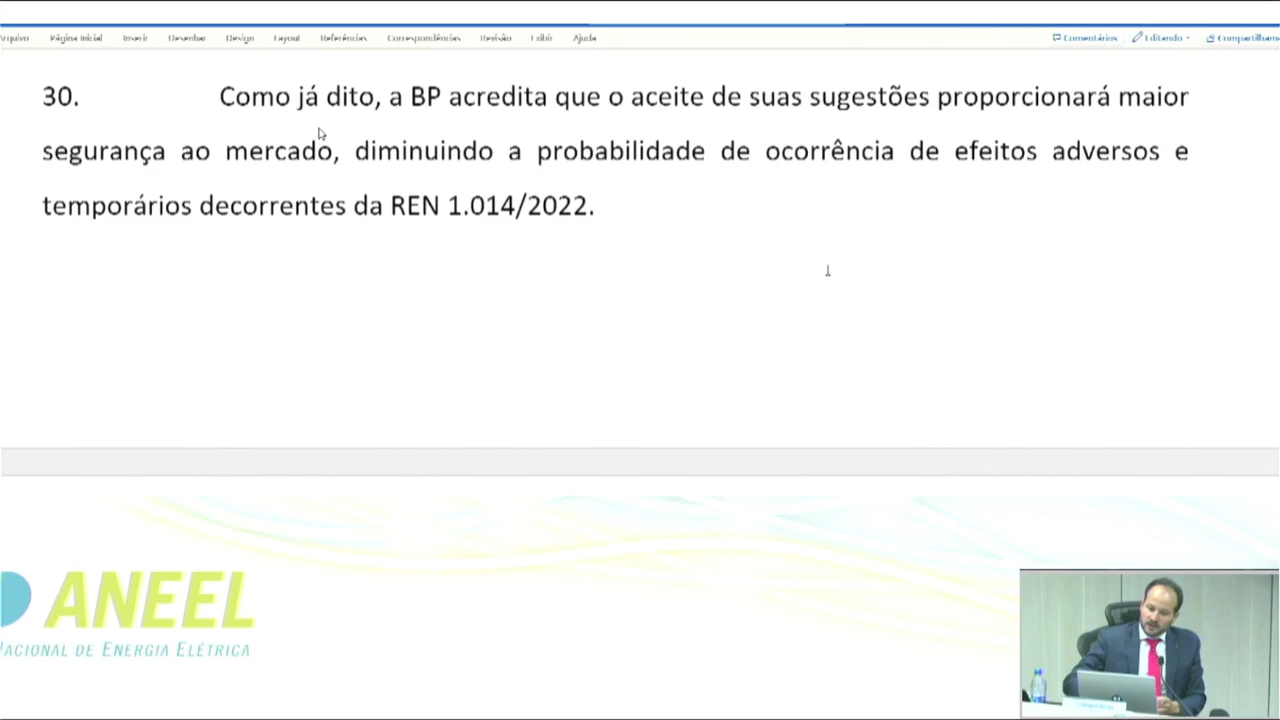 Arquivo Página Inicial Inserir Desenhar Design Layout Referências Correspondências Revisão Exibir Ajuda Comentários Editando
30. Como já dito, a BP acredita que o aceite de suas sugestões proporcionará maior
segurança ao mercado, diminuindo a probabilidade de ocorrência de efeitos adversos e
temporários decorrentes da REN 1.014/2022.
ANEEL
NACIONAL DE ENERGIA ELÉTRICA